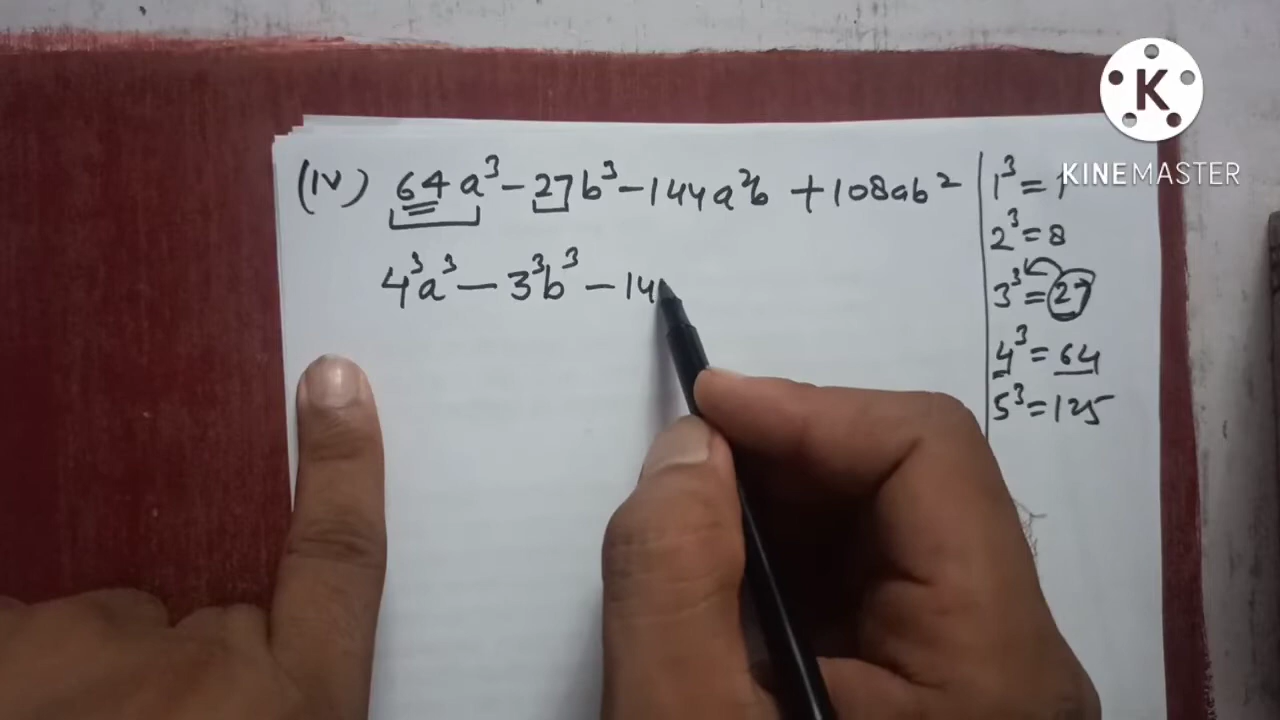 (IV) 64a³ - 27b³ - 144a²b + 108ab²
4³a³ - 3³b³ - 14
1³ = 1
2³ = 8
3³ = 27
4³ = 64
5³ = 125
K
KINEMASTER